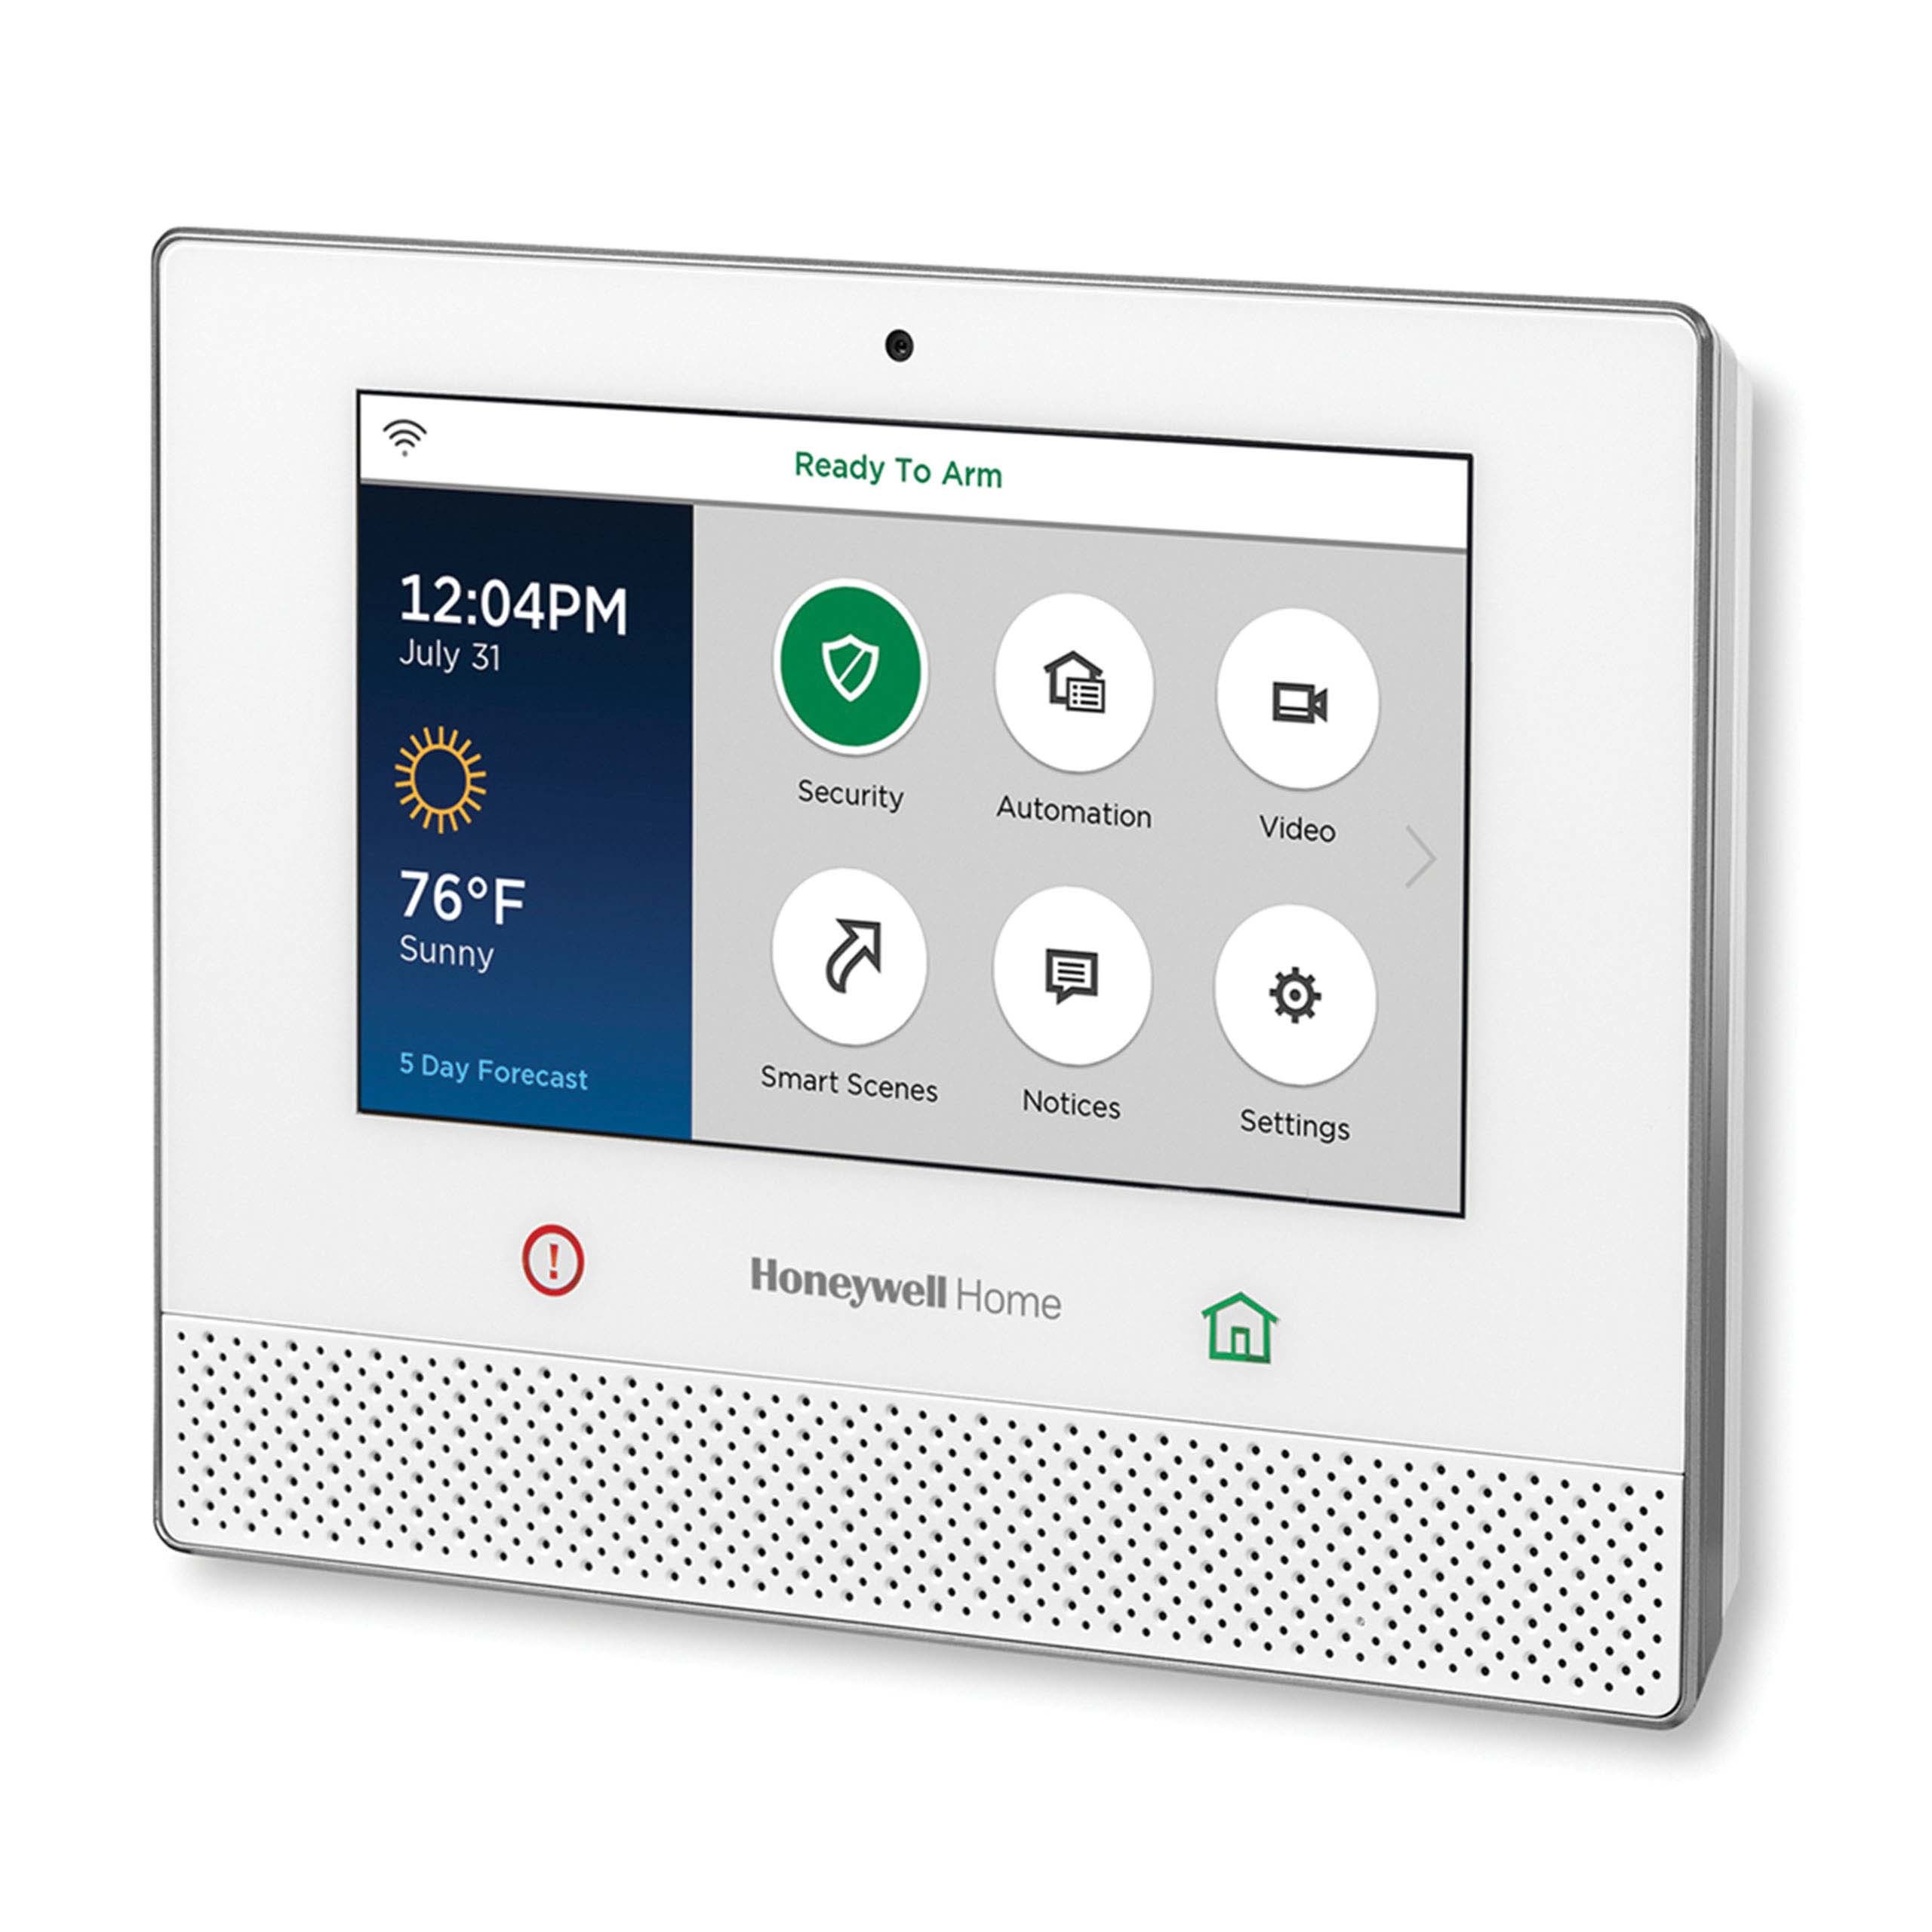 Ready To Arm
12:04PM
July 31
76°F
Sunny
5 Day Forecast
Security
Automation
Video
Smart Scenes
Notices
Settings
Honeywell Home